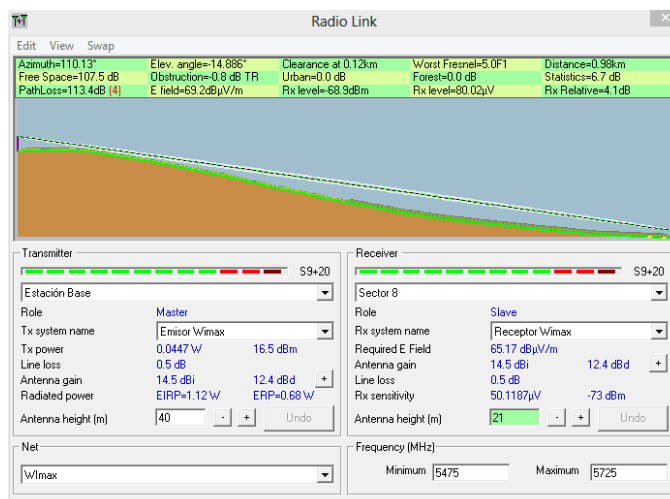 Radio Link
Edit View Swap
Azimuth=110.13° Elev. angle=-14.886° Clearance at 0.12km Worst Fresnel=5.0F1 Distance=0.98km
Free Space=107.5 dB Obstruction=-0.8 dB TR Urban=0.0 dB Forest=0.0 dB Statistics=6.7 dB
PathLoss=113.4dB (4) E field=69.2dBµV/m Rx level=-68.9dBm Rx level=80.02µV Rx Relative=4.1dB
Transmitter
S9+20
Estación Base
Role Master
Tx system name Emisor Wimax
Tx power 0.0447 W 16.5 dBm
Line loss 0.5 dB
Antenna gain 14.5 dBi 12.4 dBd +
Radiated power EIRP=1.12 W ERP=0.68 W
Antenna height (m) 40 - + Undo
Receiver
S9+20
Sector 8
Role Slave
Rx system name Receptor Wimax
Required E Field 65.17 dBµV/m
Antenna gain 14.5 dBi 12.4 dBd +
Line loss 0.5 dB
Rx sensitivity 50.1187µV -73 dBm
Antenna height (m) 21 - + Undo
Net
WImax
Frequency (MHz)
Minimum 5475 Maximum 5725